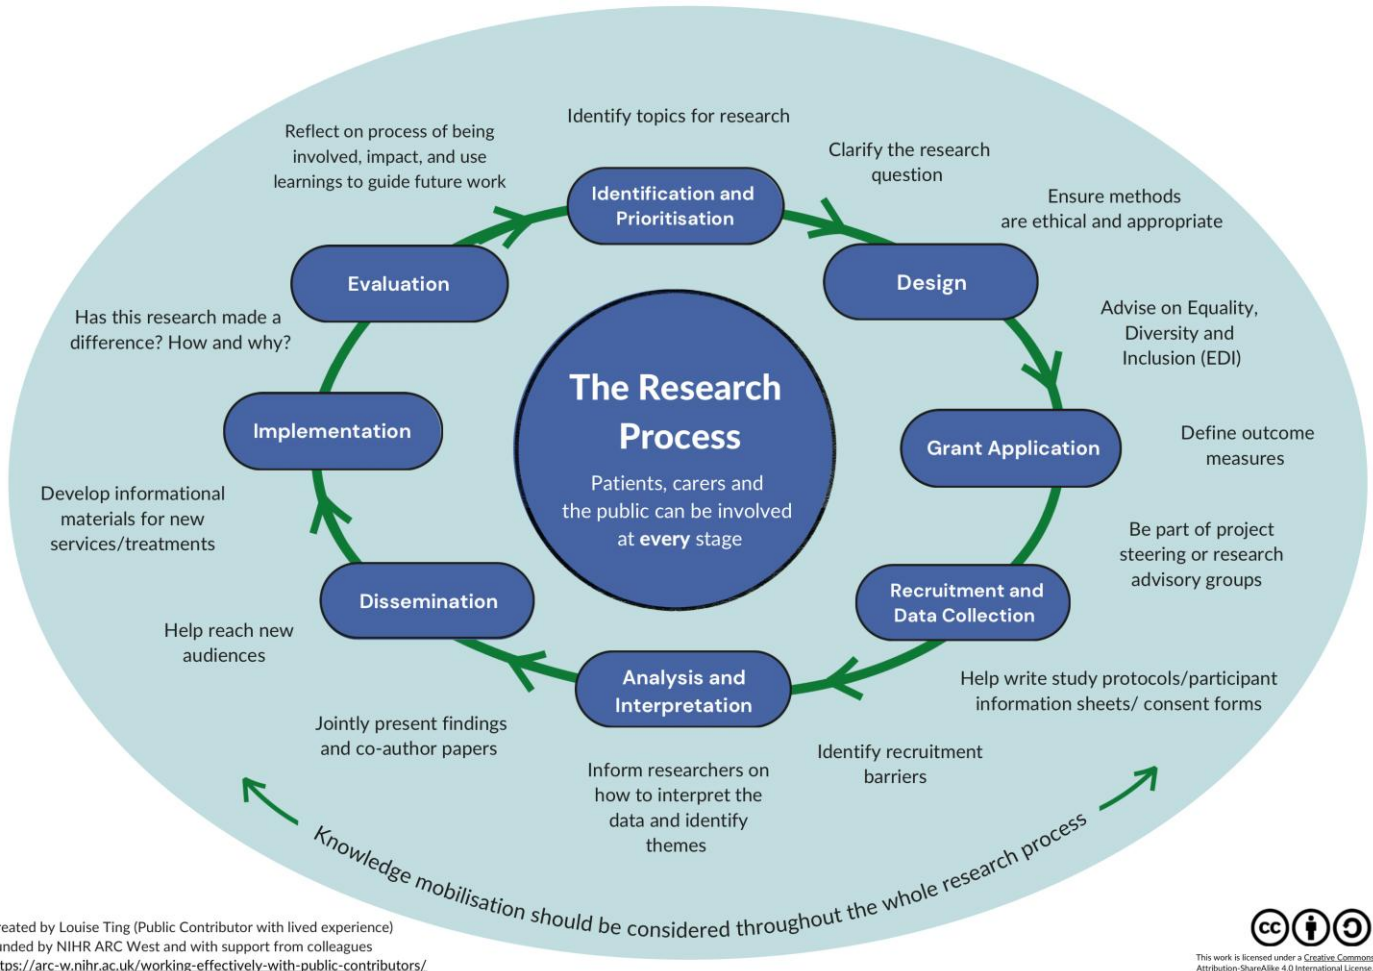 Identify topics for research
Reflect on process of being
involved, impact, and use
learnings to guide future work
Clarify the research
question
Ensure methods
are ethical and appropriate
Identification and
Prioritisation
Evaluation
Design
Has this research made a
difference? How and why?
Advise on Equality,
Diversity and
Inclusion (EDI)
The Research
Process
Patients, carers and
the public can be involved
at every stage
Implementation
Grant Application
Define outcome
measures
Develop informational
materials for new
services/treatments
Be part of project
steering or research
advisory groups
Dissemination
Recruitment and
Data Collection
Help reach new
audiences
Analysis and
Interpretation
Help write study protocols/participant
information sheets/ consent forms
Jointly present findings
and co-author papers
Identify recruitment
barriers
Inform researchers on
how to interpret the
data and identify
themes
Knowledge mobilisation should be considered throughout the whole research process
reated by Louise Ting (Public Contributor with lived experience)
unded by NIHR ARC West and with support from colleagues
ttps://arc-w.nihr.ac.uk/working-effectively-with-public-contributors/
cc
This work is licensed under a Creative Commons
Attribution-ShareAlike 4.0 International License.